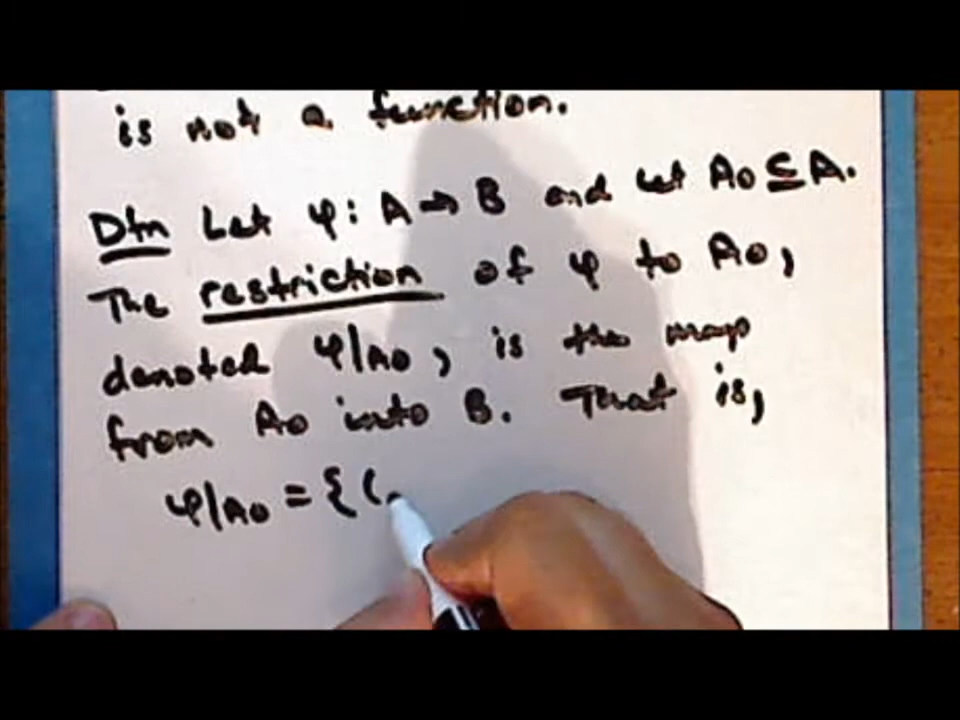 is not a function.
Dfn Let φ: A → B and let A₀ ⊆ A.
The restriction of φ to A₀,
denoted φ|A₀, is the map
from A₀ into B. That is,
φ|A₀ = {(